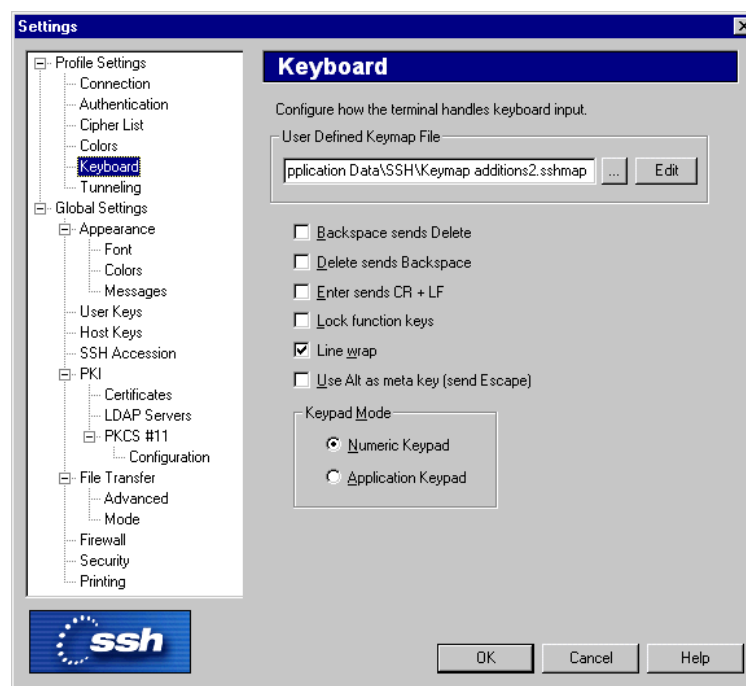 Settings
Profile Settings
Connection
Authentication
Cipher List
Colors
Keyboard
Tunneling
Global Settings
Appearance
Font
Colors
Messages
User Keys
Host Keys
SSH Accession
PKI
Certificates
LDAP Servers
PKCS #11
Configuration
File Transfer
Advanced
Mode
Firewall
Security
Printing
ssh
Keyboard
Configure how the terminal handles keyboard input.
User Defined Keymap File
pplication Data\SSH\Keymap additions2.sshmap ... Edit
Backspace sends Delete
Delete sends Backspace
Enter sends CR + LF
Lock function keys
Line wrap
Use Alt as meta key (send Escape)
Keypad Mode
Numeric Keypad
Application Keypad
OK Cancel Help